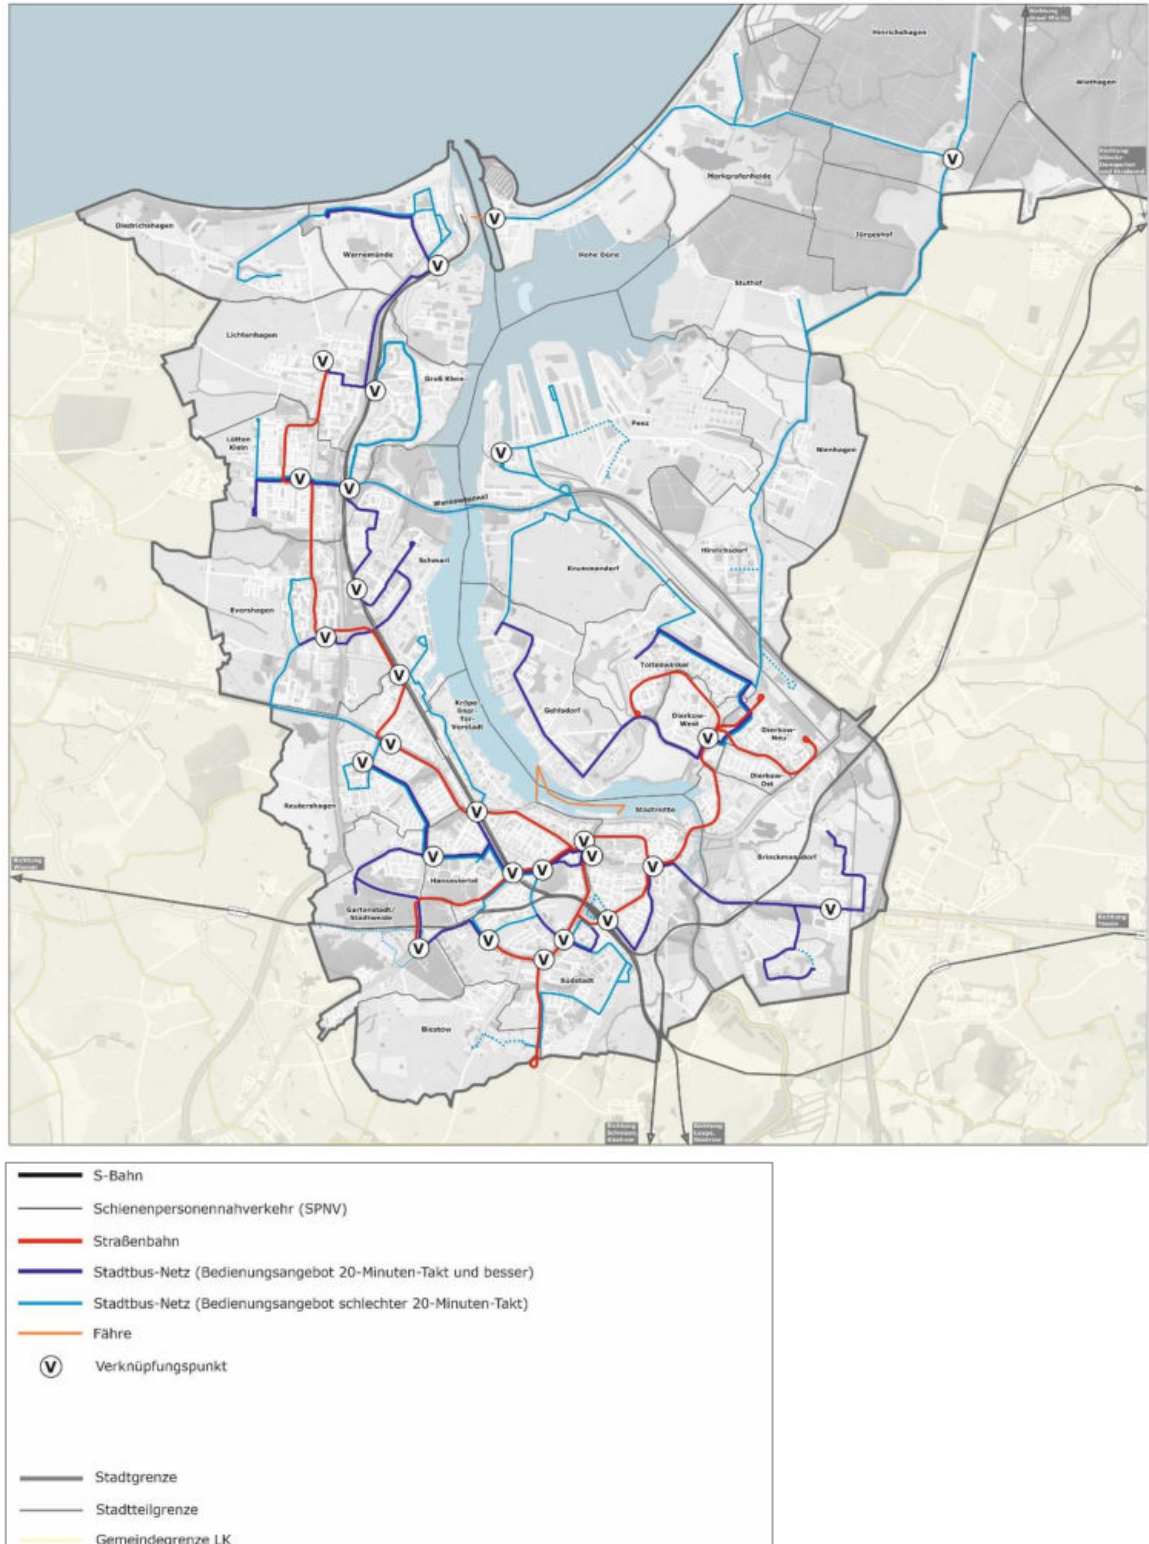 Hinrichshagen
Wiethagen
Markgrafenheide
Diedrichshagen
Jürgeshof
Warnemünde
Hohe Düne
Stuthof
Lichtenhagen
Groß Klein
Peez
Lütten
Klein
Nienhagen
Warnowtunnel
Hinrichsdorf
Schmarl
Krummendorf
Evershagen
Toitenwinkel
Kröpe
liner-
Tor-
Vorstadt
Gehlsdorf
Dierkow-
West
Dierkow-
Neu
Dierkow-
Ost
Reutershagen
Stadtmitte
Brinckmansdorf
Hansaviertel
Gartenstadt/
Stadtweide
Südstadt
Biestow
S-Bahn
Schienenpersonennahverkehr (SPNV)
Straßenbahn
Stadtbus-Netz (Bedienungsangebot 20-Minuten-Takt und besser)
Stadtbus-Netz (Bedienungsangebot schlechter 20-Minuten-Takt)
Fähre
V Verknüpfungspunkt
Stadtgrenze
Stadtteilgrenze
Gemeindegrenze LK